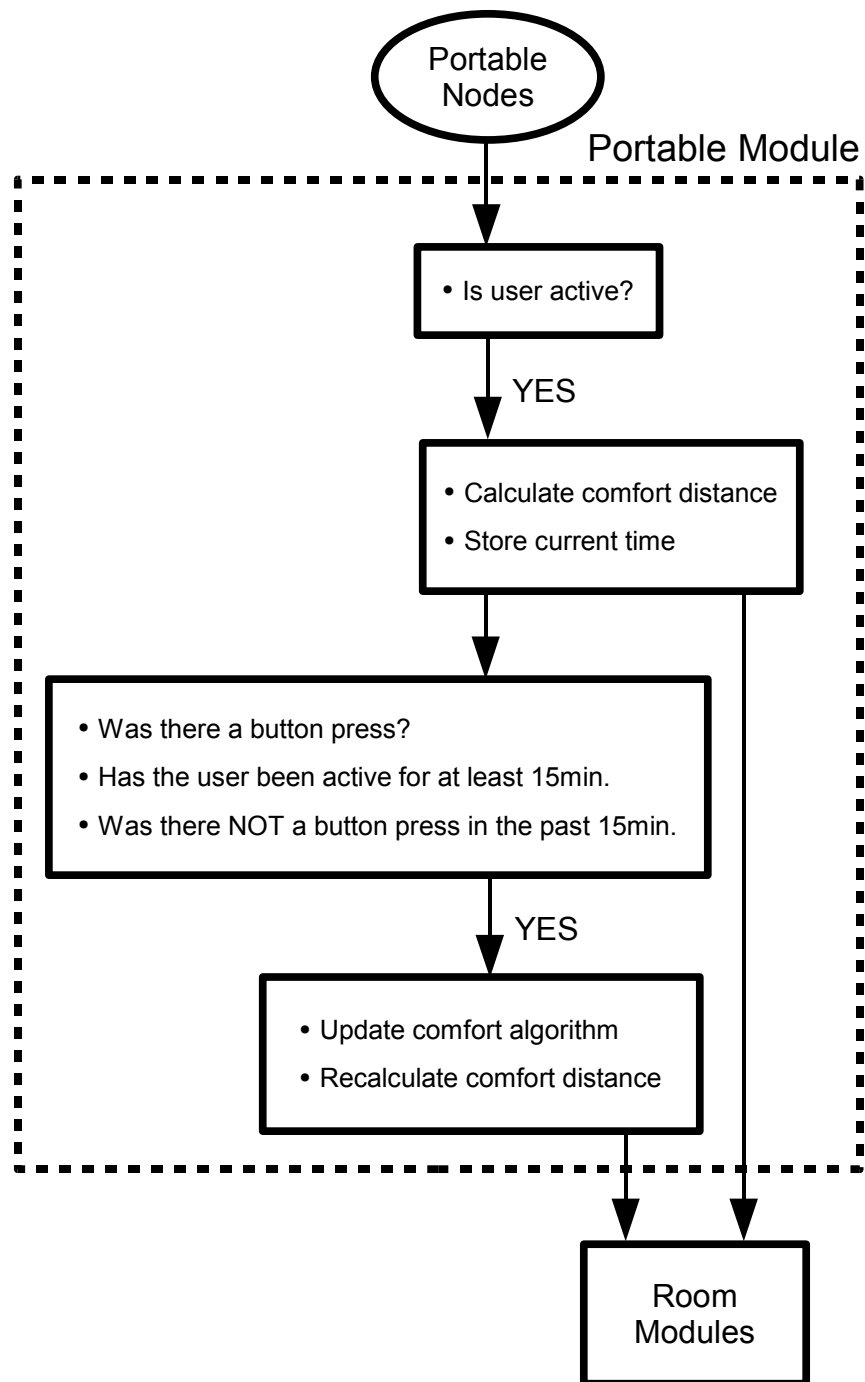 Portable
Nodes
Portable Module
• Is user active?
YES
• Calculate comfort distance
• Store current time
• Was there a button press?
• Has the user been active for at least 15min.
• Was there NOT a button press in the past 15min.
YES
• Update comfort algorithm
• Recalculate comfort distance
Room
Modules